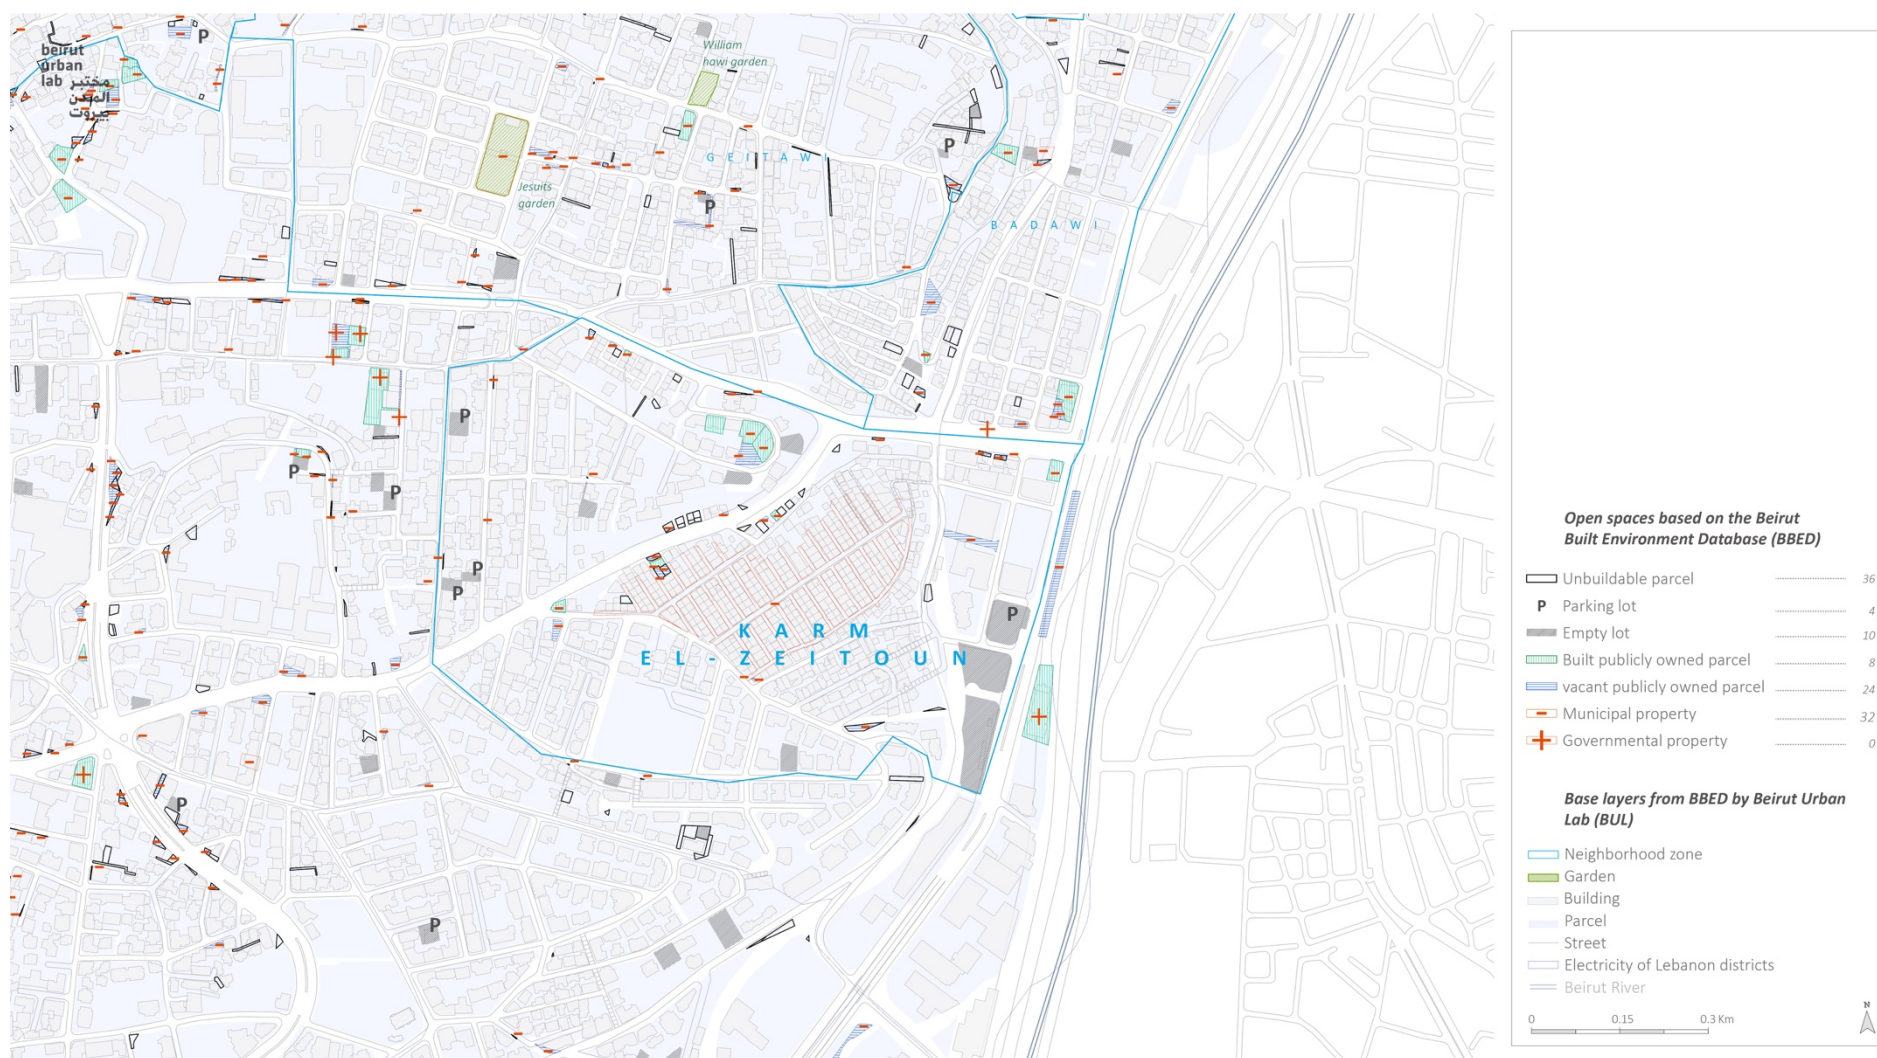 beirut
urban
lab مختبر
المدن
بيروت
P
William
hawi garden
G E I T A W I
Jesuits
garden
P
P
B A D A W I
P
P
P
P
P
P
K A R M
E L - Z E I T O U N
P
P
Open spaces based on the Beirut
Built Environment Database (BBED)
Unbuildable parcel 36
P Parking lot 4
Empty lot 10
Built publicly owned parcel 8
vacant publicly owned parcel 24
Municipal property 32
Governmental property 0
Base layers from BBED by Beirut Urban
Lab (BUL)
Neighborhood zone
Garden
Building
Parcel
Street
Electricity of Lebanon districts
Beirut River
0 0.15 0.3 Km
N